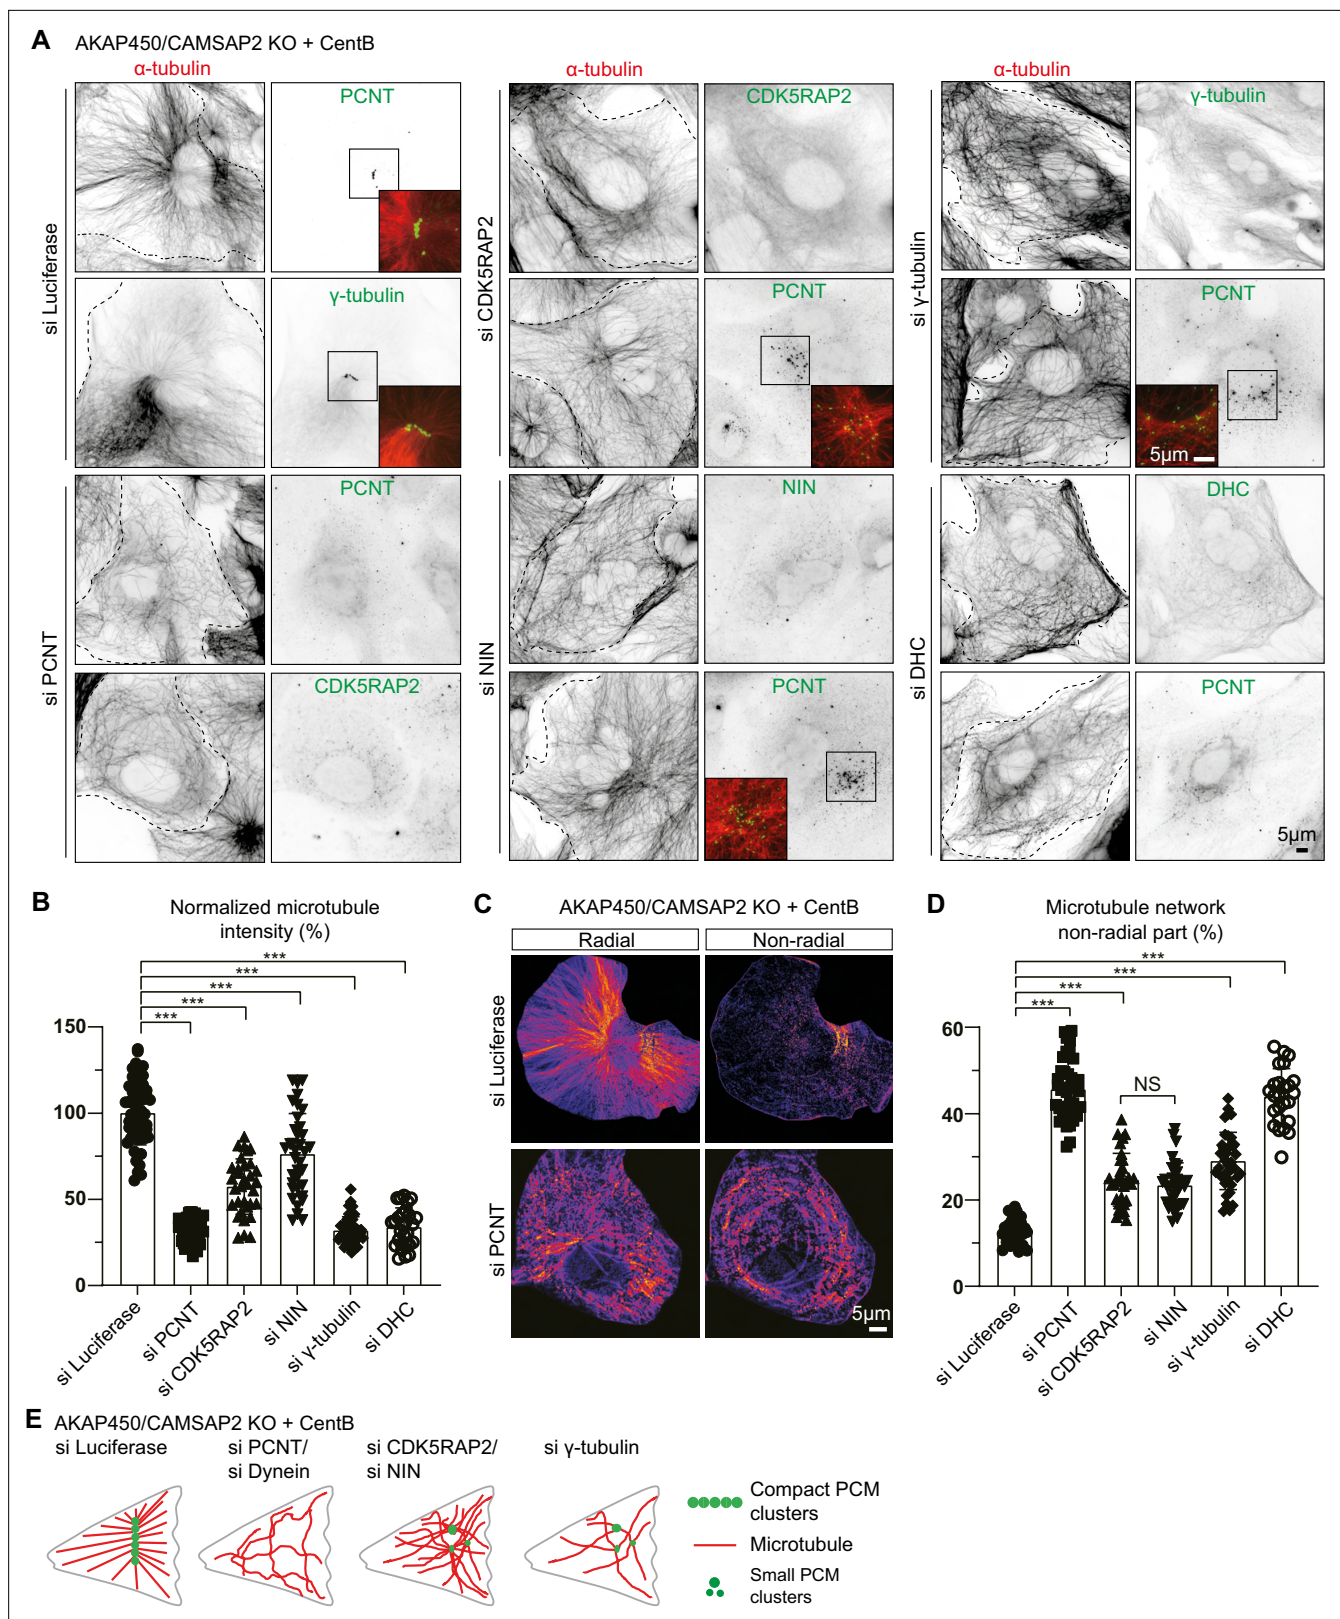 A
AKAP450/CAMSAP2 KO + CentB
α-tubulin
α-tubulin
α-tubulin
si Luciferase
PCNT
γ-tubulin
si PCNT
PCNT
CDK5RAP2
si CDK5RAP2
CDK5RAP2
PCNT
si NIN
NIN
PCNT
si γ-tubulin
γ-tubulin
PCNT
5µm
si DHC
DHC
PCNT
5µm
B
Normalized microtubule
intensity (%)
***
***
***
***
***
150
100
50
0
si Luciferase
si PCNT
si CDK5RAP2
si NIN
si γ-tubulin
si DHC
C
AKAP450/CAMSAP2 KO + CentB
Radial
Non-radial
si Luciferase
si PCNT
5µm
D
Microtubule network
non-radial part (%)
***
***
***
***
NS
60
40
20
0
si Luciferase
si PCNT
si CDK5RAP2
si NIN
si γ-tubulin
si DHC
E
AKAP450/CAMSAP2 KO + CentB
si Luciferase
si PCNT/
si Dynein
si CDK5RAP2/
si NIN
si γ-tubulin
Compact PCM
clusters
Microtubule
Small PCM
clusters